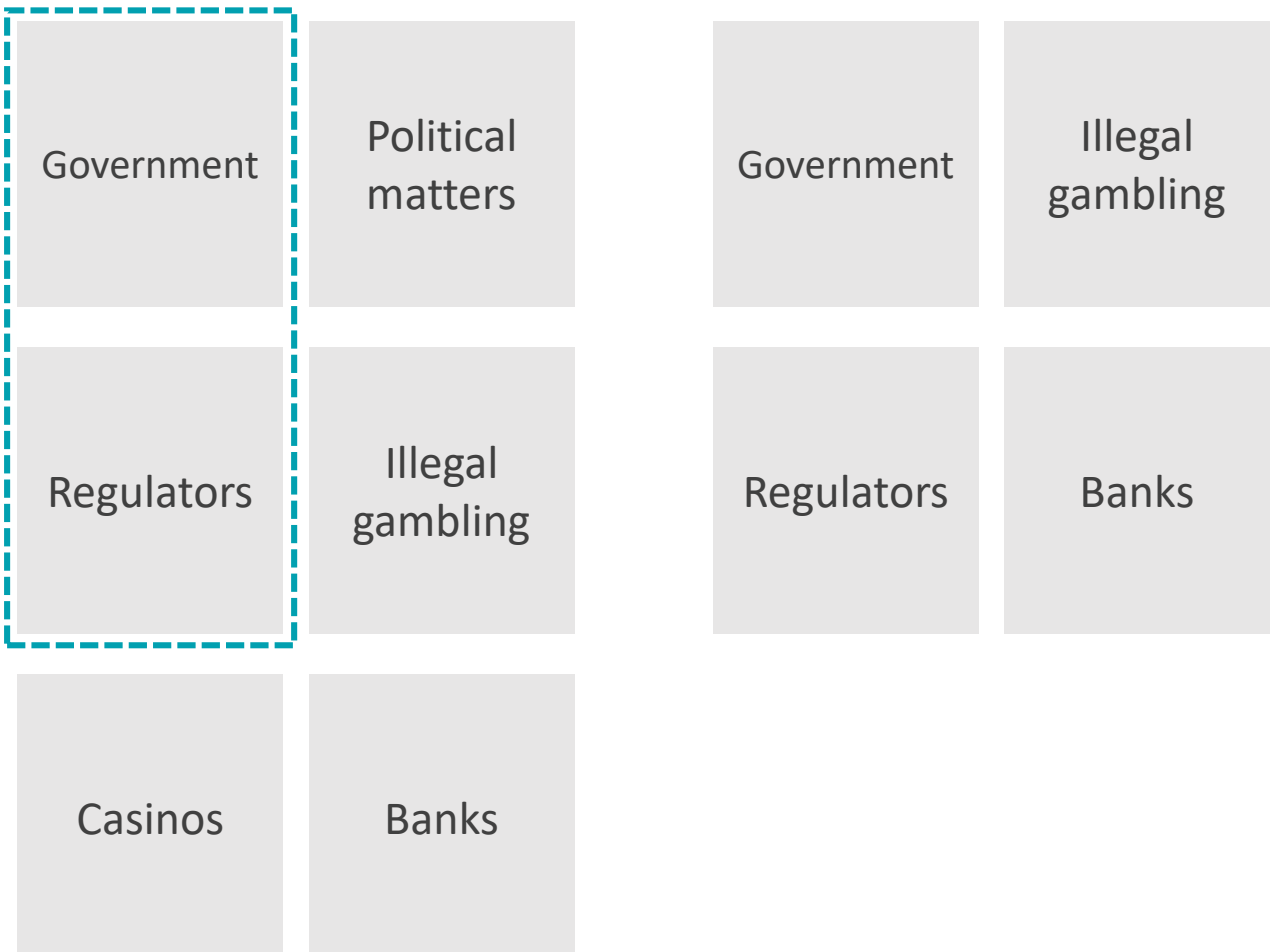 Government
Political
matters
Government
Illegal
gambling
Regulators
Illegal
gambling
Regulators
Banks
Casinos
Banks